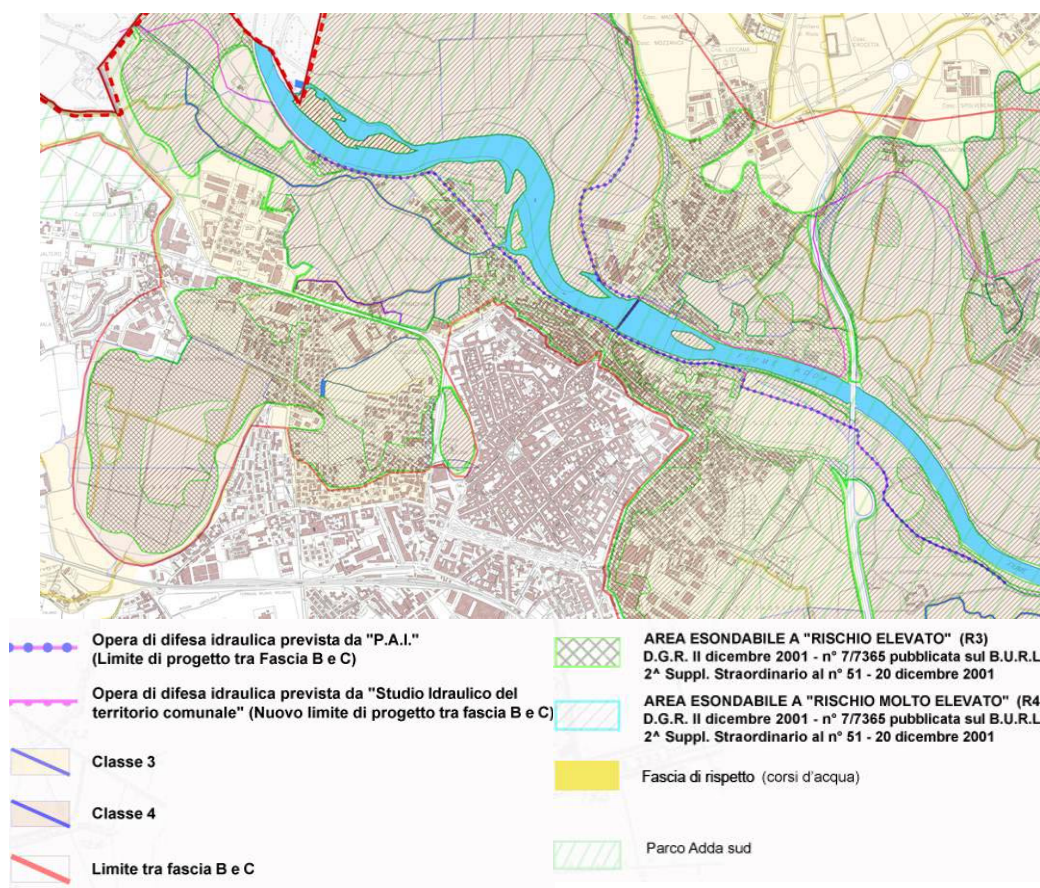 FIUME ADDA
Opera di difesa idraulica prevista da "P.A.I."
(Limite di progetto tra Fascia B e C)
Opera di difesa idraulica prevista da "Studio Idraulico del
territorio comunale" (Nuovo limite di progetto tra fascia B e C)
Classe 3
Classe 4
Limite tra fascia B e C
AREA ESONDABILE A "RISCHIO ELEVATO" (R3)
D.G.R. II dicembre 2001 - n° 7/7365 pubblicata sul B.U.R.L
2^ Suppl. Straordinario al n° 51 - 20 dicembre 2001
AREA ESONDABILE A "RISCHIO MOLTO ELEVATO" (R4
D.G.R. II dicembre 2001 - n° 7/7365 pubblicata sul B.U.R.L
2^ Suppl. Straordinario al n° 51 - 20 dicembre 2001
Fascia di rispetto (corsi d'acqua)
Parco Adda sud